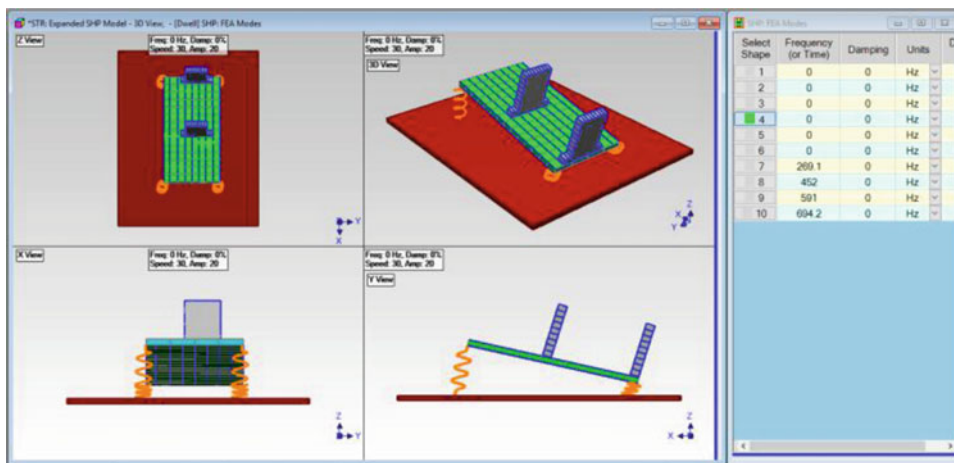 *STR: Expanded SHP Model - 3D View, - [Dwell] SHP: FEA Modes
Z View
Freq: 0 Hz, Damp: 0%
Speed: 30, Amp: 20
Y
X
Freq: 0 Hz, Damp: 0%
Speed: 30, Amp: 20
3D View
Z
X
Y
X View
Freq: 0 Hz, Damp: 0%
Speed: 30, Amp: 20
Z
Y
Freq: 0 Hz, Damp: 0%
Speed: 30, Amp: 20
Y View
Z
X
SHP: FEA Modes
Select Shape Frequency (or Time) Damping Units D
1 0 0 Hz
2 0 0 Hz
3 0 0 Hz
4 0 0 Hz
5 0 0 Hz
6 0 0 Hz
7 269.1 0 Hz
8 452 0 Hz
9 591 0 Hz
10 694.2 0 Hz